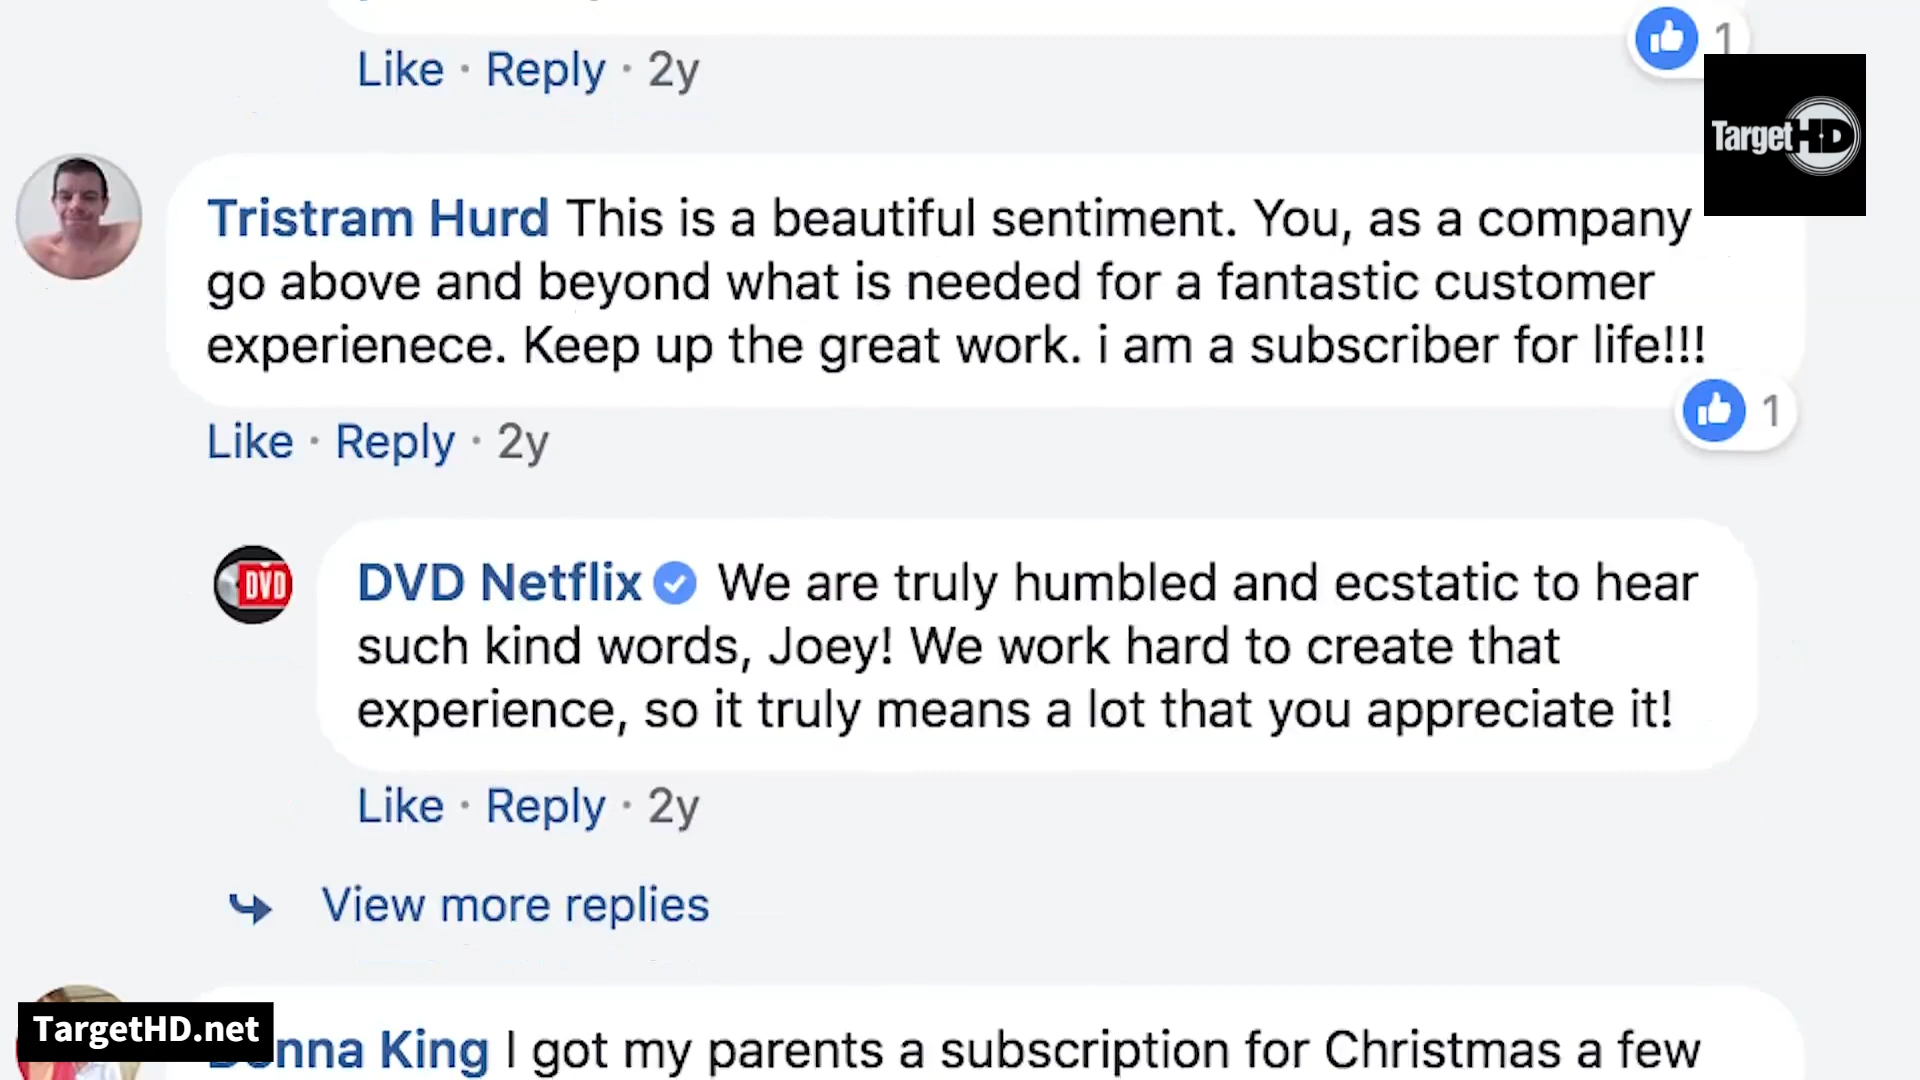 1
Like · Reply · 2y
TargetHD
Tristram Hurd This is a beautiful sentiment. You, as a company
go above and beyond what is needed for a fantastic customer
experienece. Keep up the great work. i am a subscriber for life!!!
1
Like · Reply · 2y
DVD
DVD Netflix We are truly humbled and ecstatic to hear
such kind words, Joey! We work hard to create that
experience, so it truly means a lot that you appreciate it!
Like · Reply · 2y
View more replies
TargetHD.net
King I got my parents a subscription for Christmas a few